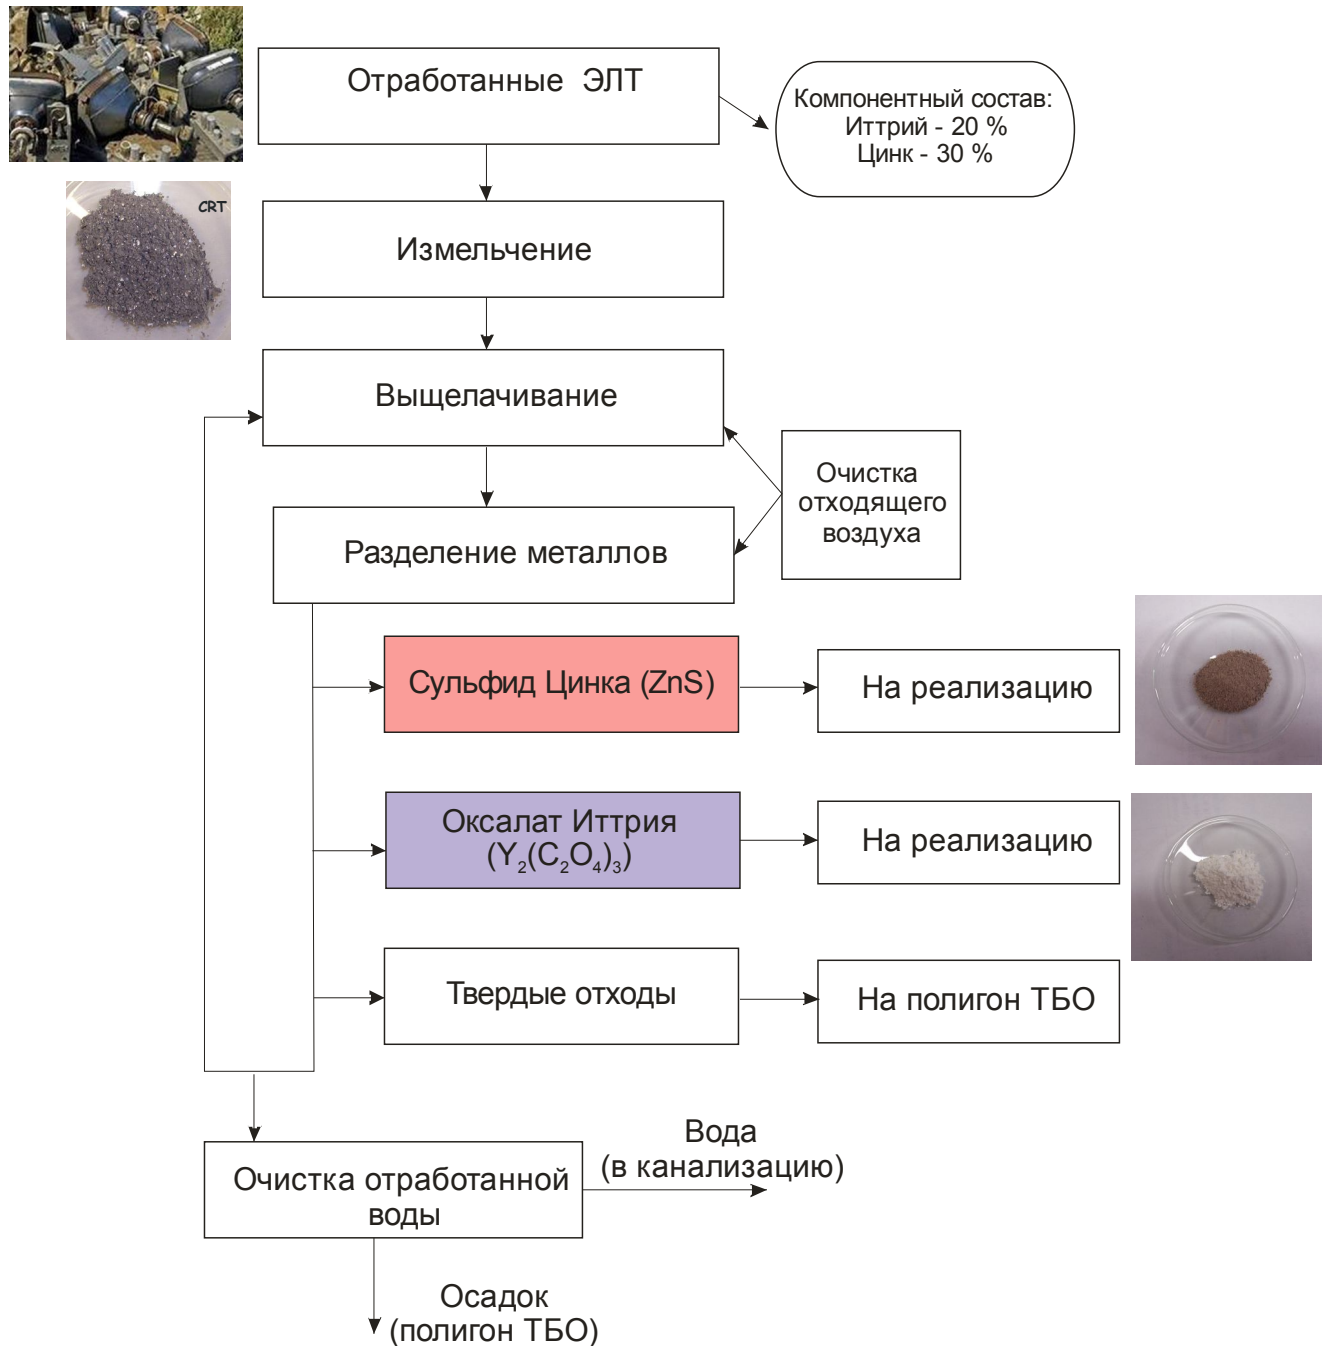 Отработанные ЭЛТ
Компонентный состав:
Иттрий - 20 %
Цинк - 30 %
CRT
Измельчение
Выщелачивание
Очистка
отходящего
воздуха
Разделение металлов
Сульфид Цинка (ZnS)
На реализацию
Оксалат Иттрия
(Y₂(C₂O₄)₃)
На реализацию
Твердые отходы
На полигон ТБО
Вода
(в канализацию)
Очистка отработанной
воды
Осадок
(полигон ТБО)